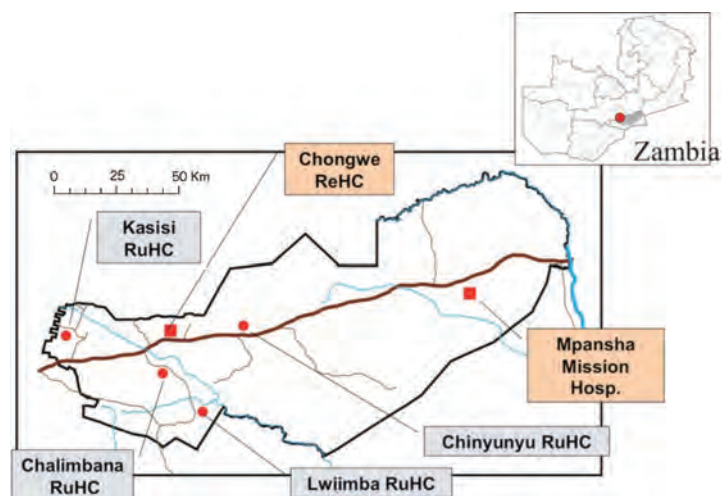 Zambia
Chongwe
ReHC
0 25 50 Km
Kasisi
RuHC
Mpansha
Mission
Hosp.
Chinyunyu RuHC
Chalimbana
RuHC
Lwiimba RuHC